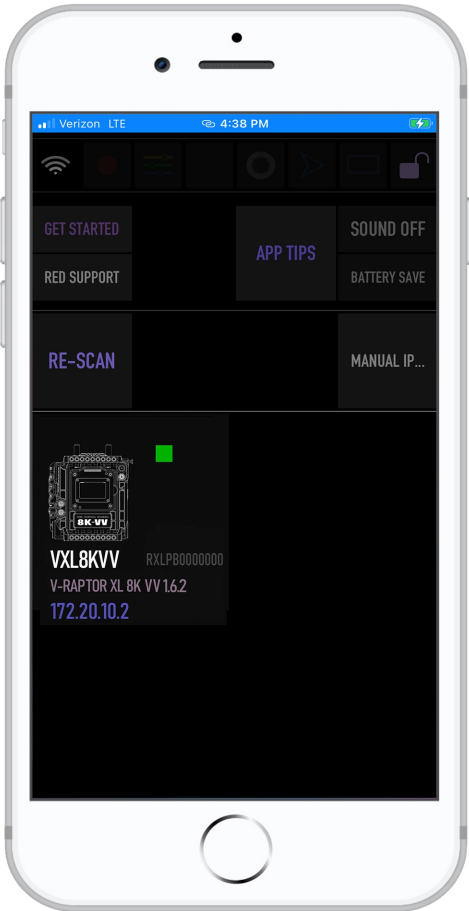 Verizon LTE 4:38 PM
GET STARTED
APP TIPS
SOUND OFF
RED SUPPORT
BATTERY SAVE
RE-SCAN
MANUAL IP...
8K·VV
VXL8KVV RXLPB0000000
V-RAPTOR XL 8K VV 1.6.2
172.20.10.2